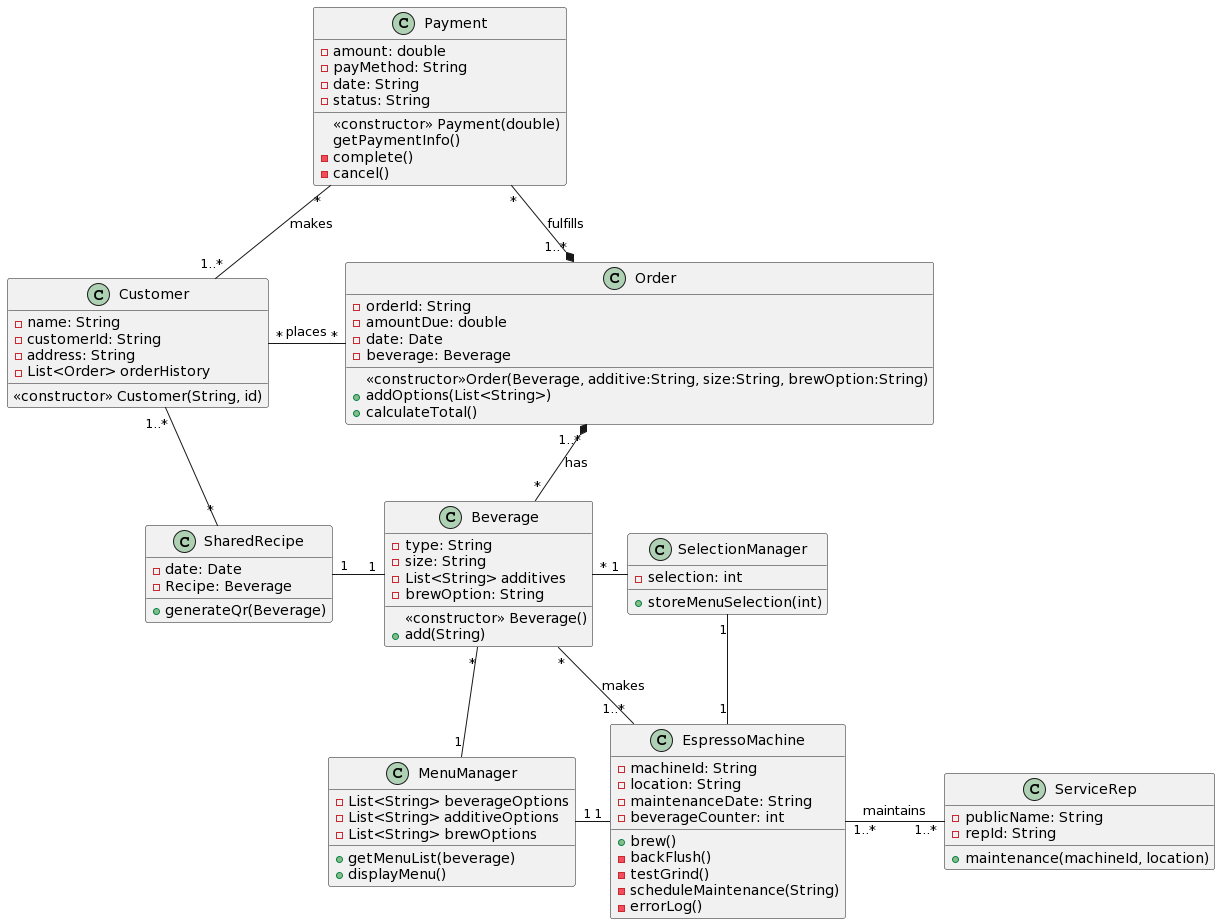 C Payment
amount: double
payMethod: String
date: String
status: String
«constructor» Payment(double)
getPaymentInfo()
complete()
cancel()
*
*
makes
fulfills
1..*
1..*
C Customer
name: String
customerId: String
address: String
List<Order> orderHistory
«constructor» Customer(String, id)
* places *
C Order
orderId: String
amountDue: double
date: Date
beverage: Beverage
«constructor»Order(Beverage, additive:String, size:String, brewOption:String)
addOptions(List<String>)
calculateTotal()
1..*
1..*
has
*
*
C SharedRecipe
date: Date
Recipe: Beverage
generateQr(Beverage)
1 1
C Beverage
type: String
size: String
List<String> additives
brewOption: String
«constructor» Beverage()
add(String)
* 1
C SelectionManager
selection: int
storeMenuSelection(int)
*
*
1
makes
1..*
1
1
C MenuManager
List<String> beverageOptions
List<String> additiveOptions
List<String> brewOptions
getMenuList(beverage)
displayMenu()
1 1
C EspressoMachine
machineId: String
location: String
maintenanceDate: String
beverageCounter: int
brew()
backFlush()
testGrind()
scheduleMaintenance(String)
errorLog()
maintains
1..* 1..*
C ServiceRep
publicName: String
repId: String
maintenance(machineId, location)